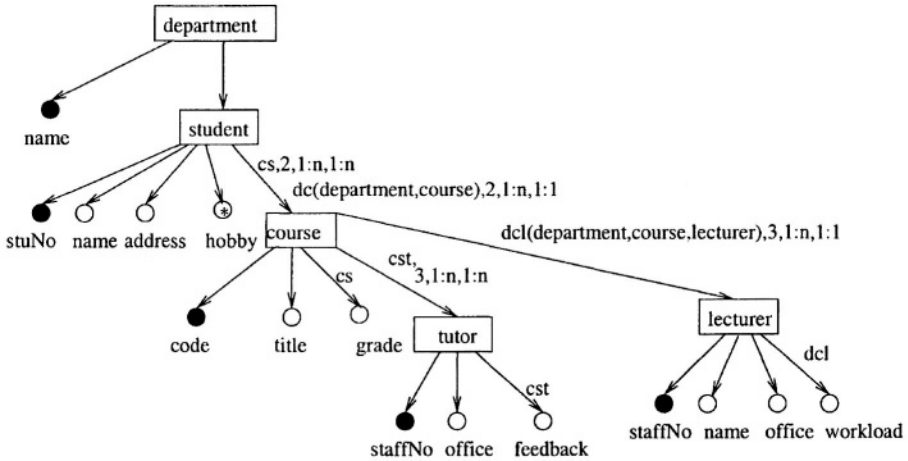 department
name
student
cs,2,1:n,1:n
dc(department,course),2,1:n,1:1
stuNo name address hobby course
*
dcl(department,course,lecturer),3,1:n,1:1
cst,
3,1:n,1:n
cs
code title grade
tutor
lecturer
dcl
cst
staffNo office feedback
staffNo name office workload